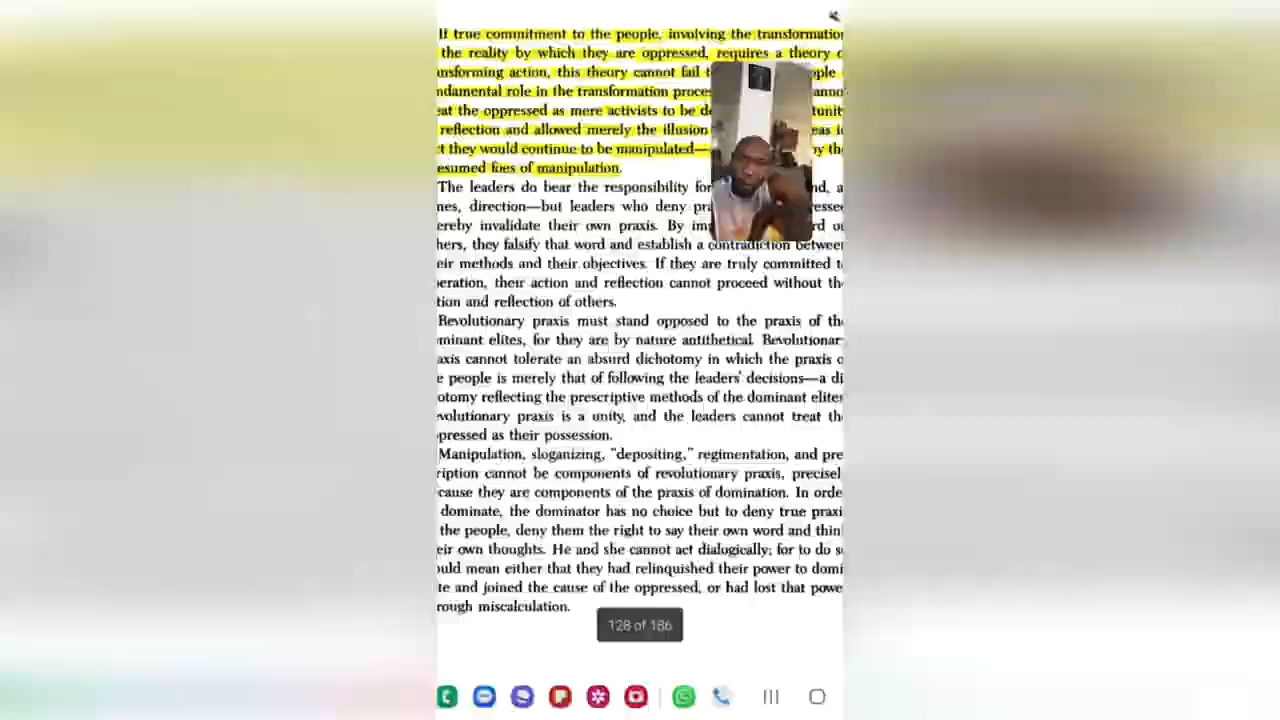 If true commitment to the people, involving the transformation
the reality by which they are oppressed, requires a theory
nsforming action, this theory cannot fail
ndamental role in the transformation
eat the oppressed as mere activists to be
reflection and allowed merely the illusion
t they would continue to be manipulated— by the
esumed foes of manipulation.
The leaders do bear the responsibility for
nes, direction—but leaders who deny
ereby invalidate their own praxis. By
hers, they falsify that word and establish a contradiction between
eir methods and their objectives. If they are truly committed t
eration, their action and reflection cannot proceed without the
tion and reflection of others.
Revolutionary praxis must stand opposed to the praxis of the
minant elites, for they are by nature antithetical. Revolutionar
axis cannot tolerate an absurd dichotomy in which the praxis o
e people is merely that of following the leaders' decisions—a di
otomy reflecting the prescriptive methods of the dominant elites
evolutionary praxis is a unity, and the leaders cannot treat the
pressed as their possession.
Manipulation, sloganizing, "depositing," regimentation, and pre
ription cannot be components of revolutionary praxis, precisel
cause they are components of the praxis of domination. In orde
dominate, the dominator has no choice but to deny true praxi
the people, deny them the right to say their own word and thin
eir own thoughts. He and she cannot act dialogically; for to do s
ould mean either that they had relinquished their power to domi
te and joined the cause of the oppressed, or had lost that powe
rough miscalculation.
128 of 186